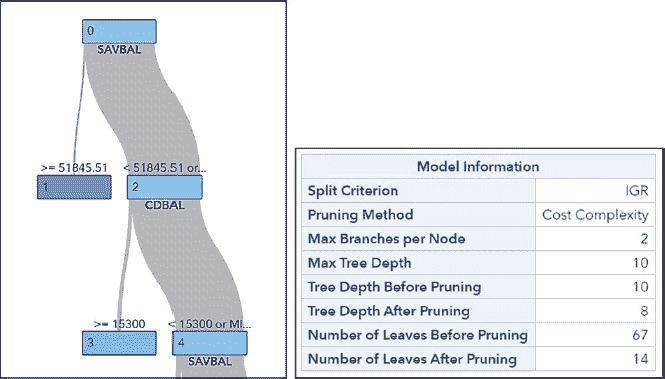 0
SAVBAL
>= 51845.51 < 51845.51 or...
1 2
CDBAL
>= 15300 < 15300 or MI...
3 4
SAVBAL
Model Information
Split Criterion IGR
Pruning Method Cost Complexity
Max Branches per Node 2
Max Tree Depth 10
Tree Depth Before Pruning 10
Tree Depth After Pruning 8
Number of Leaves Before Pruning 67
Number of Leaves After Pruning 14